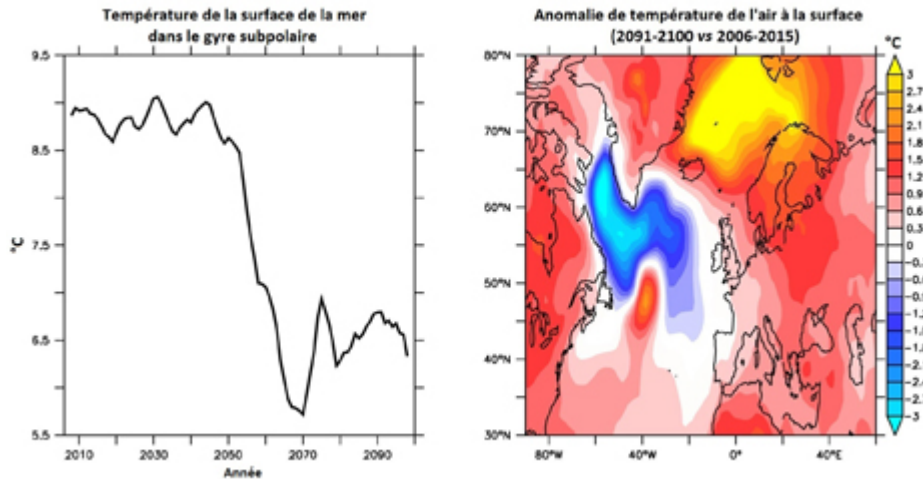 Température de la surface de la mer
dans le gyre subpolaire
9.5
8.5
7.5
6.5
5.5
°C
2010
2030
2050
2070
2090
Année
Anomalie de température de l'air à la surface
(2091-2100 vs 2006-2015)
°C
80°N
70°N
60°N
50°N
40°N
30°N
80°W
40°W
0°
40°E
3
2.7
2.4
2.1
1.8
1.5
1.2
0.9
0.6
0.3
0